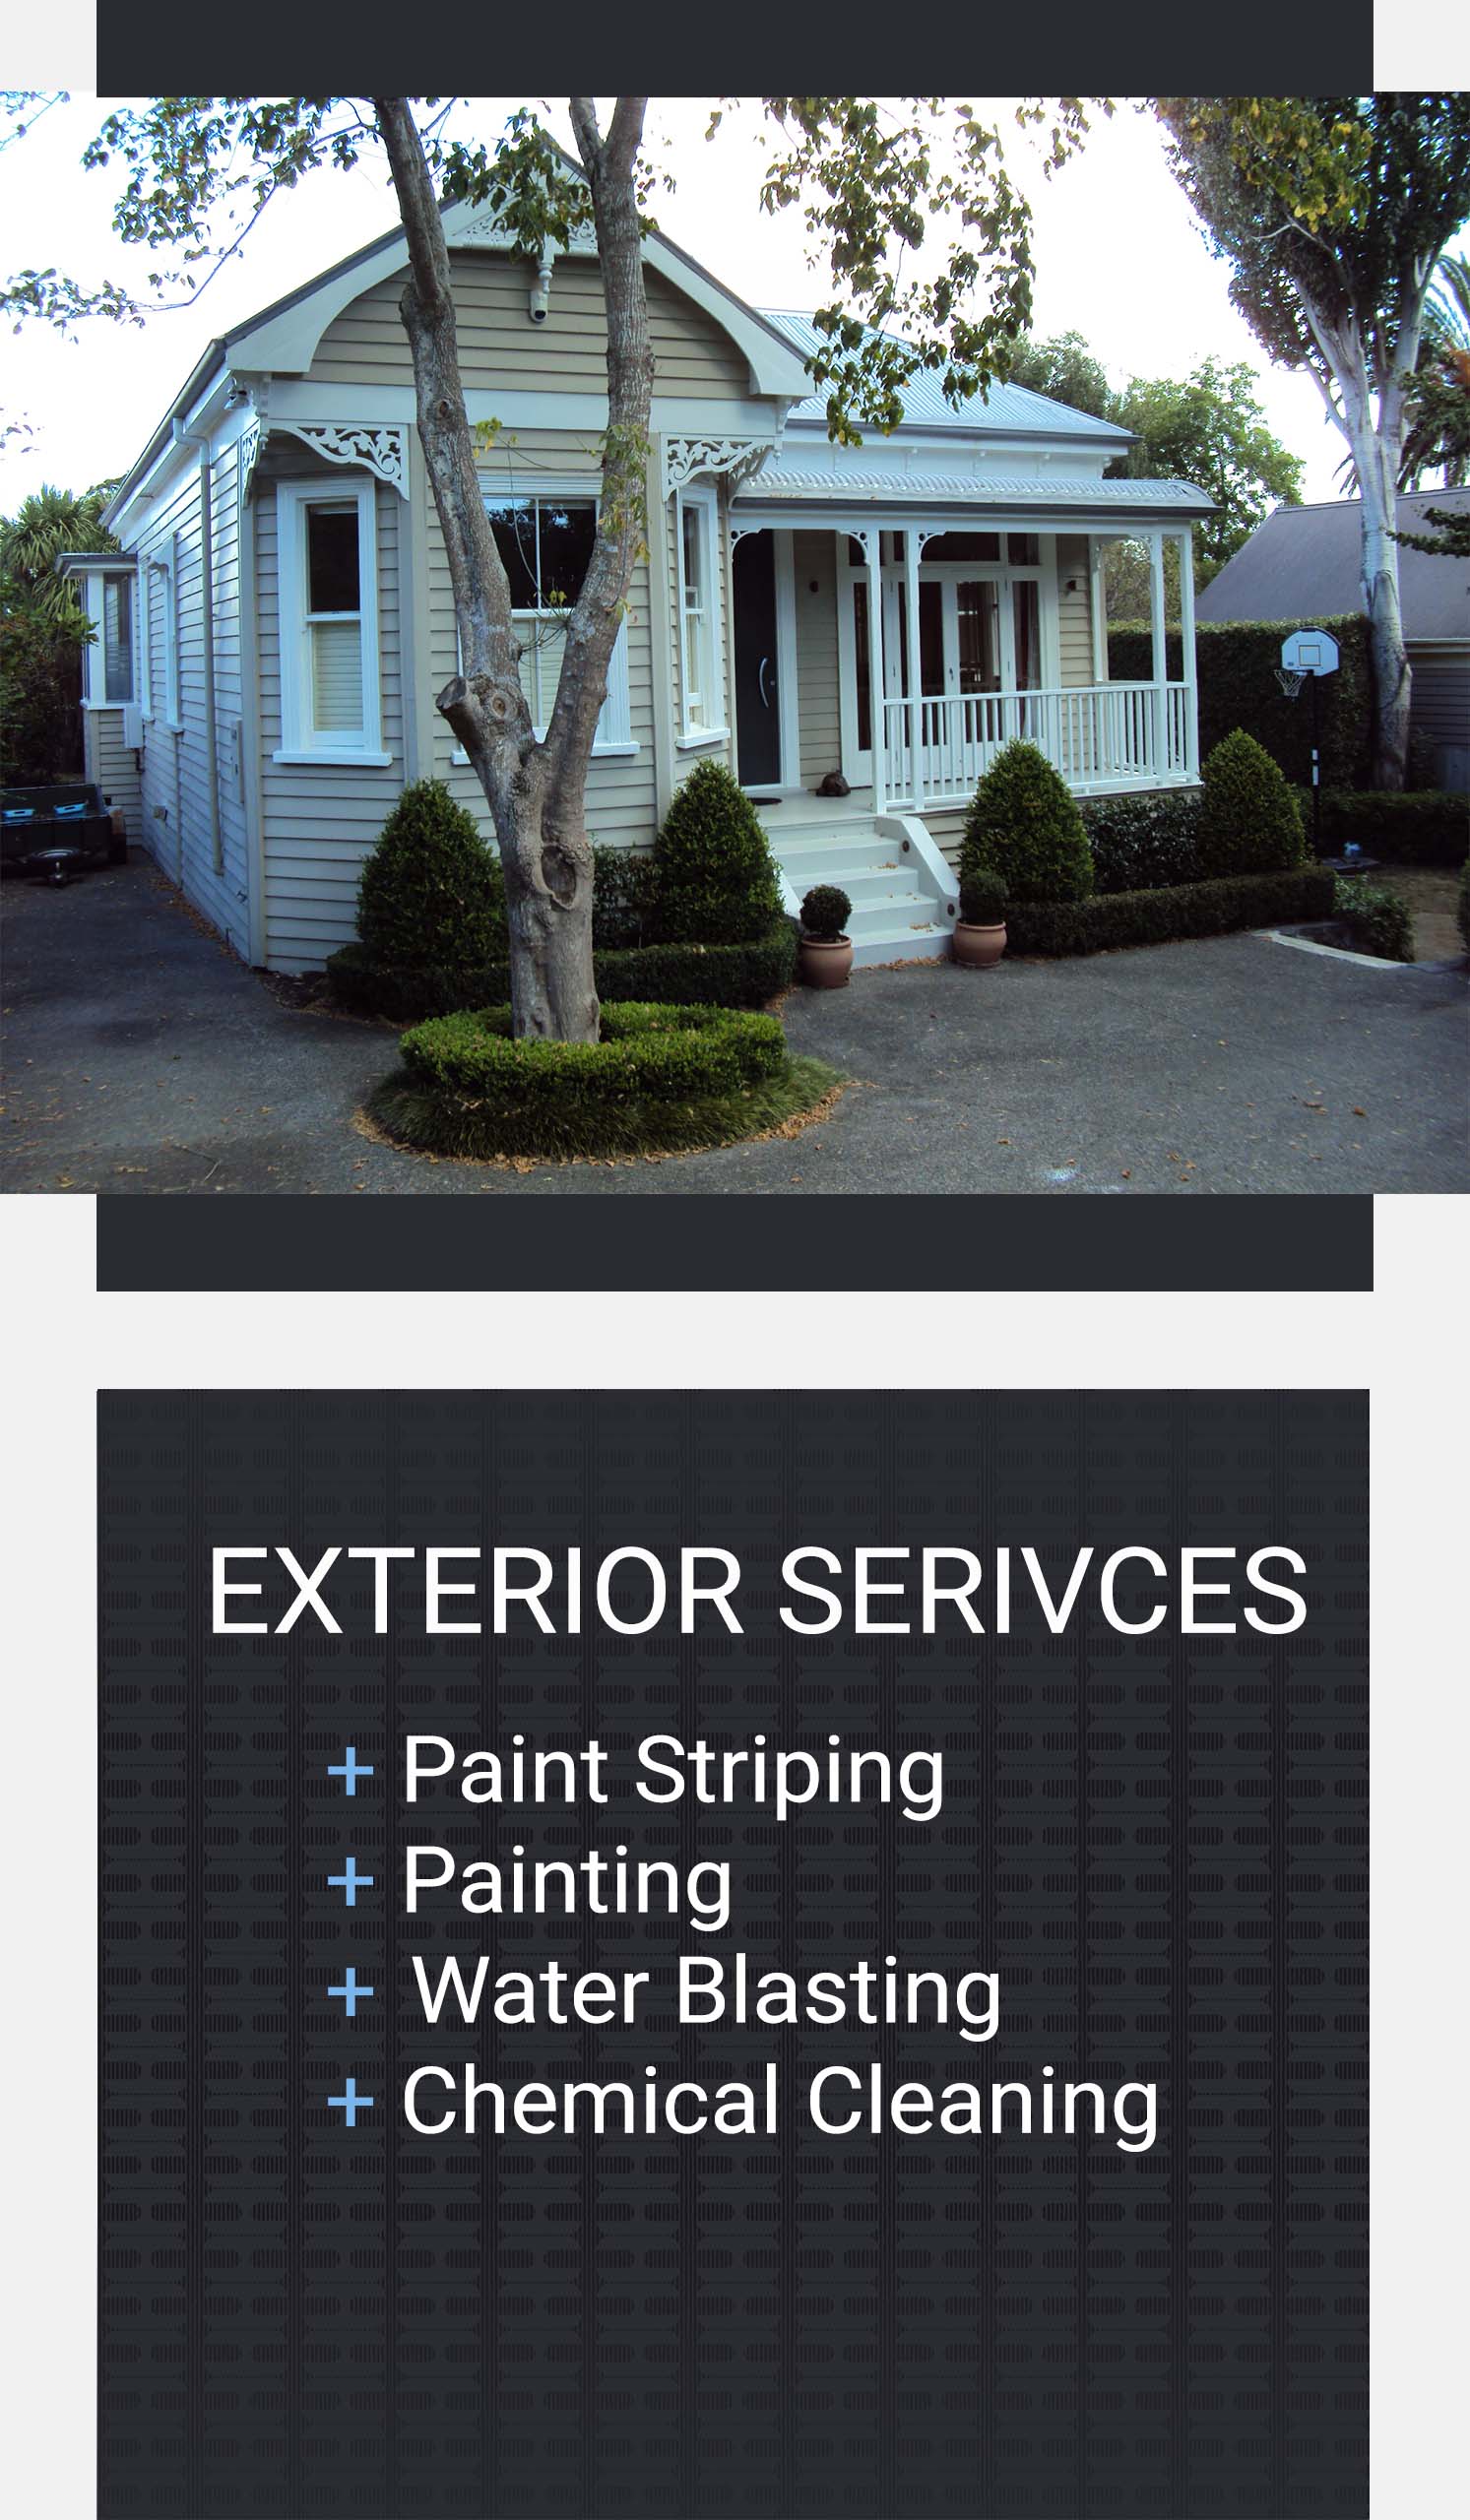 EXTERIOR SERIVCES
+ Paint Striping
+ Painting
+ Water Blasting
+ Chemical Cleaning